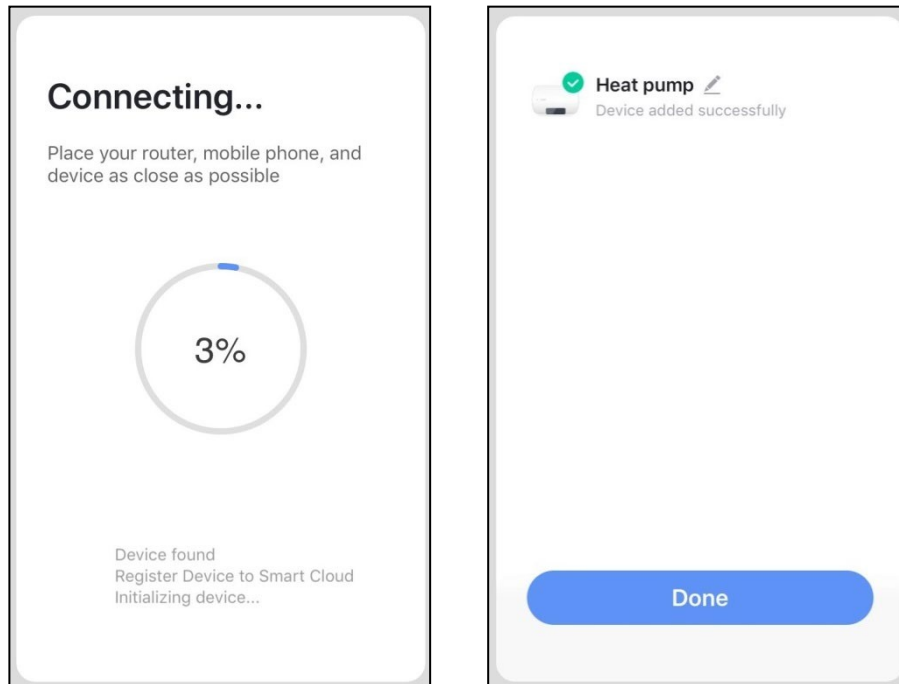 Connecting...
Place your router, mobile phone, and
device as close as possible
3%
Device found
Register Device to Smart Cloud
Initializing device...
Heat pump
Device added successfully
Done